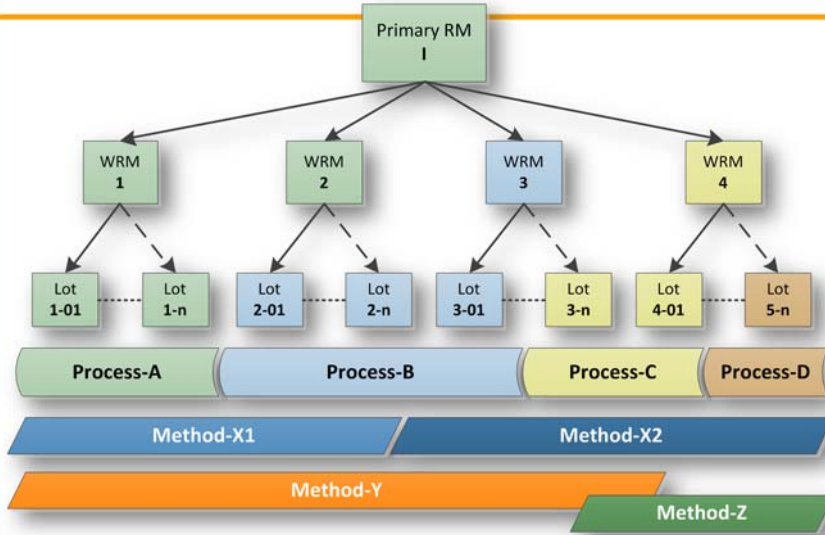 Primary RM
I
WRM
1
WRM
2
WRM
3
WRM
4
Lot
1-01
Lot
1-n
Lot
2-01
Lot
2-n
Lot
3-01
Lot
3-n
Lot
4-01
Lot
5-n
Process-A
Process-B
Process-C
Process-D
Method-X1
Method-X2
Method-Y
Method-Z